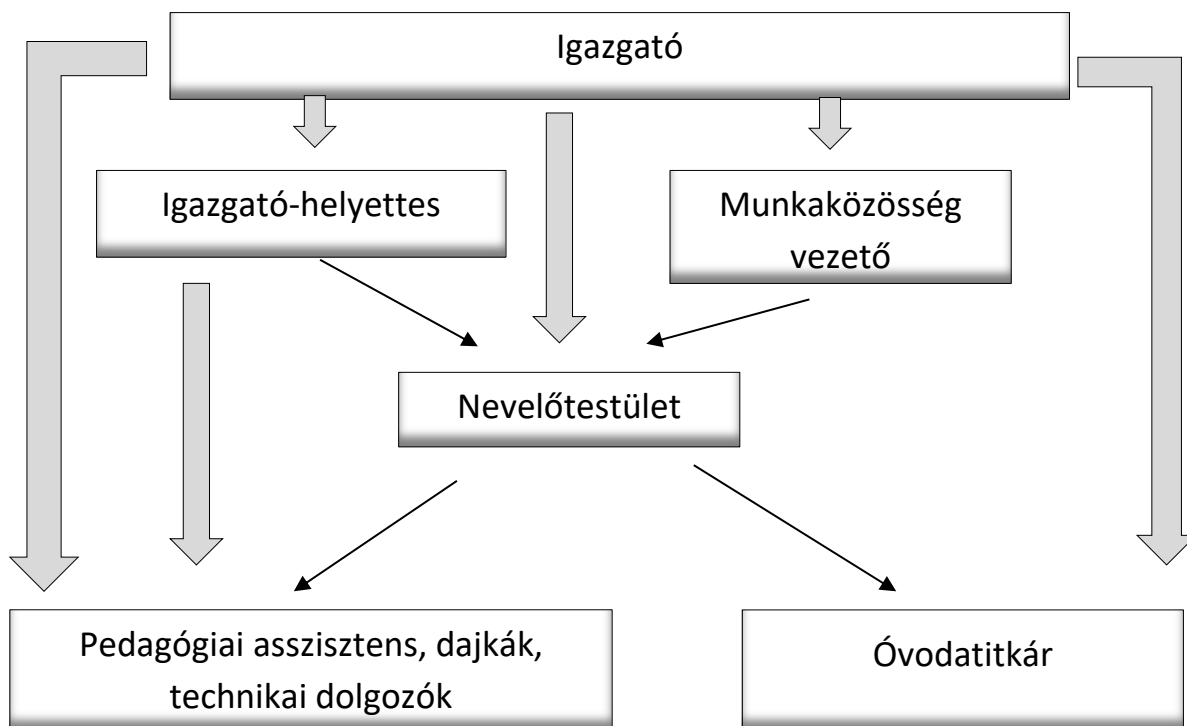 Igazgató
Igazgató-helyettes
Munkaközösség
vezető
Nevelőtestület
Pedagógiai asszisztens, dajkák,
technikai dolgozók
Óvodatitkár